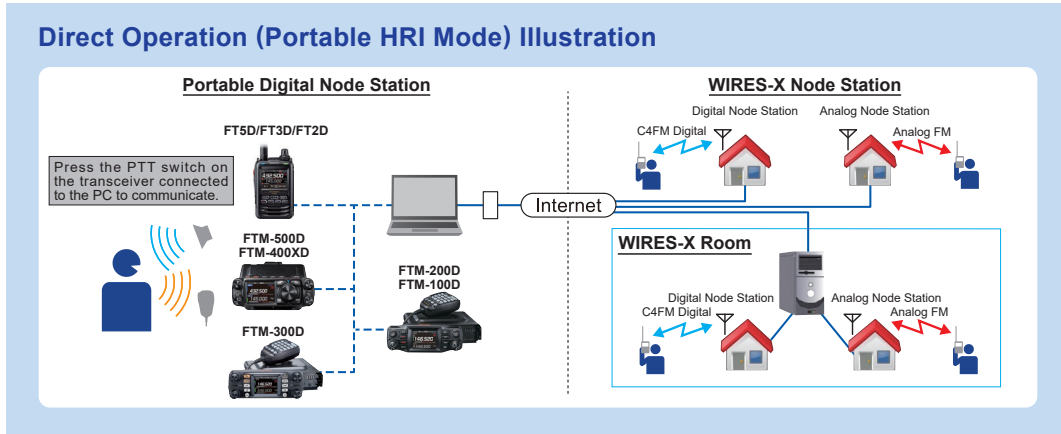 Direct Operation (Portable HRI Mode) Illustration
Portable Digital Node Station
FT5D/FT3D/FT2D
Press the PTT switch on
the transceiver connected
to the PC to communicate.
FTM-500D
FTM-400XD
FTM-200D
FTM-100D
FTM-300D
Internet
WIRES-X Node Station
Digital Node Station
Analog Node Station
C4FM Digital
Analog FM
WIRES-X Room
Digital Node Station
Analog Node Station
C4FM Digital
Analog FM